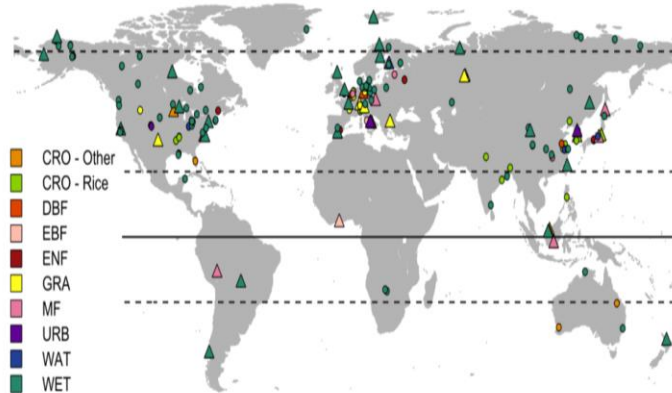 CRO - Other
CRO - Rice
DBF
EBF
ENF
GRA
MF
URB
WAT
WET